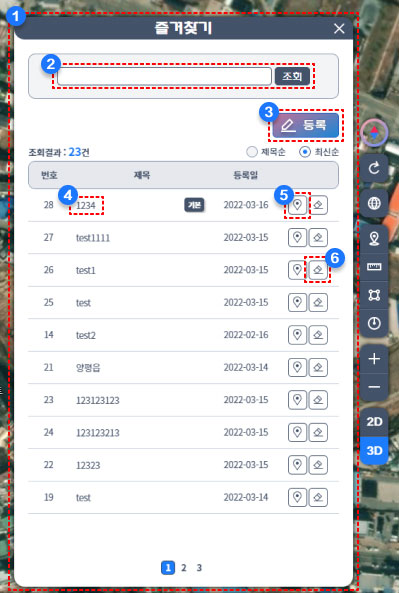 1
즐겨찾기
2
조회
3
등록
조회결과 : 23건 제목순 최신순
번호 제목 등록일
4 5
28 1234 기본 2022-03-16
27 test1111 2022-03-15
6
26 test1 2022-03-15
25 test 2022-03-15
14 test2 2022-02-16
21 양평읍 2022-03-14
23 123123123 2022-03-15
24 123123213 2022-03-15
22 12323 2022-03-15
19 test 2022-03-14
1 2 3
2D
3D